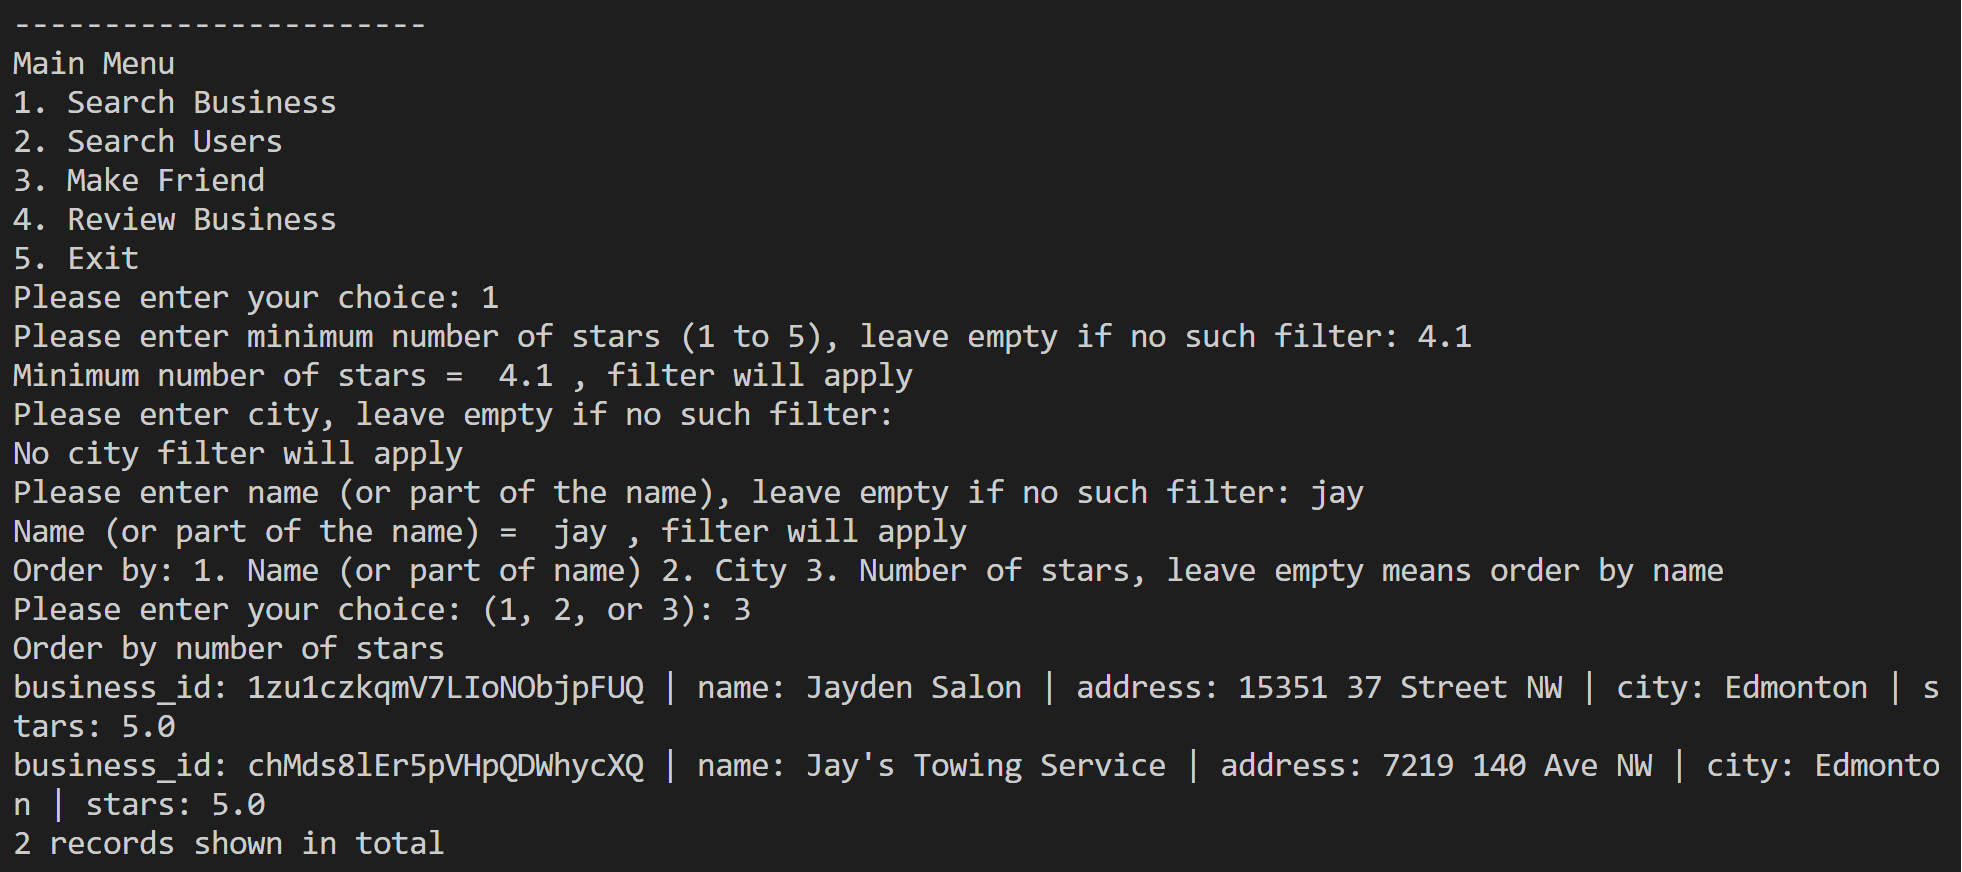 -----------------------
Main Menu
1. Search Business
2. Search Users
3. Make Friend
4. Review Business
5. Exit
Please enter your choice: 1
Please enter minimum number of stars (1 to 5), leave empty if no such filter: 4.1
Minimum number of stars =  4.1 , filter will apply
Please enter city, leave empty if no such filter:
No city filter will apply
Please enter name (or part of the name), leave empty if no such filter: jay
Name (or part of the name) =  jay , filter will apply
Order by: 1. Name (or part of name) 2. City 3. Number of stars, leave empty means order by name
Please enter your choice: (1, 2, or 3): 3
Order by number of stars
business_id: 1zu1czkqmV7LIoNObjpFUQ | name: Jayden Salon | address: 15351 37 Street NW | city: Edmonton | s
tars: 5.0
business_id: chMds8lEr5pVHpQDWhycXQ | name: Jay's Towing Service | address: 7219 140 Ave NW | city: Edmonto
n | stars: 5.0
2 records shown in total